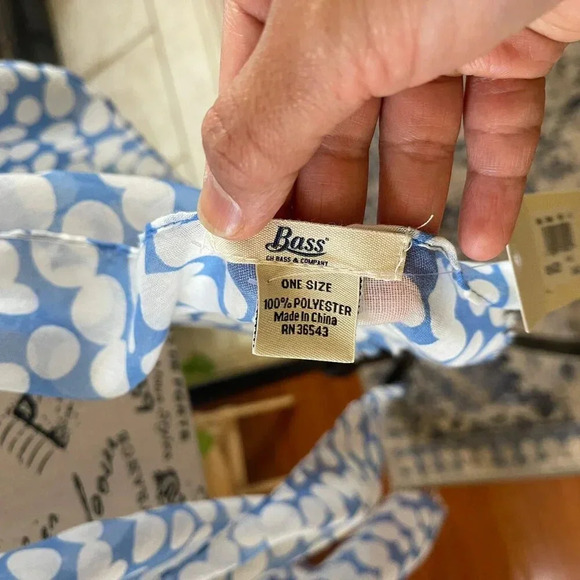 Bass
GH BASS & COMPANY
ONE SIZE
100% POLYESTER
Made in China
RN 36543